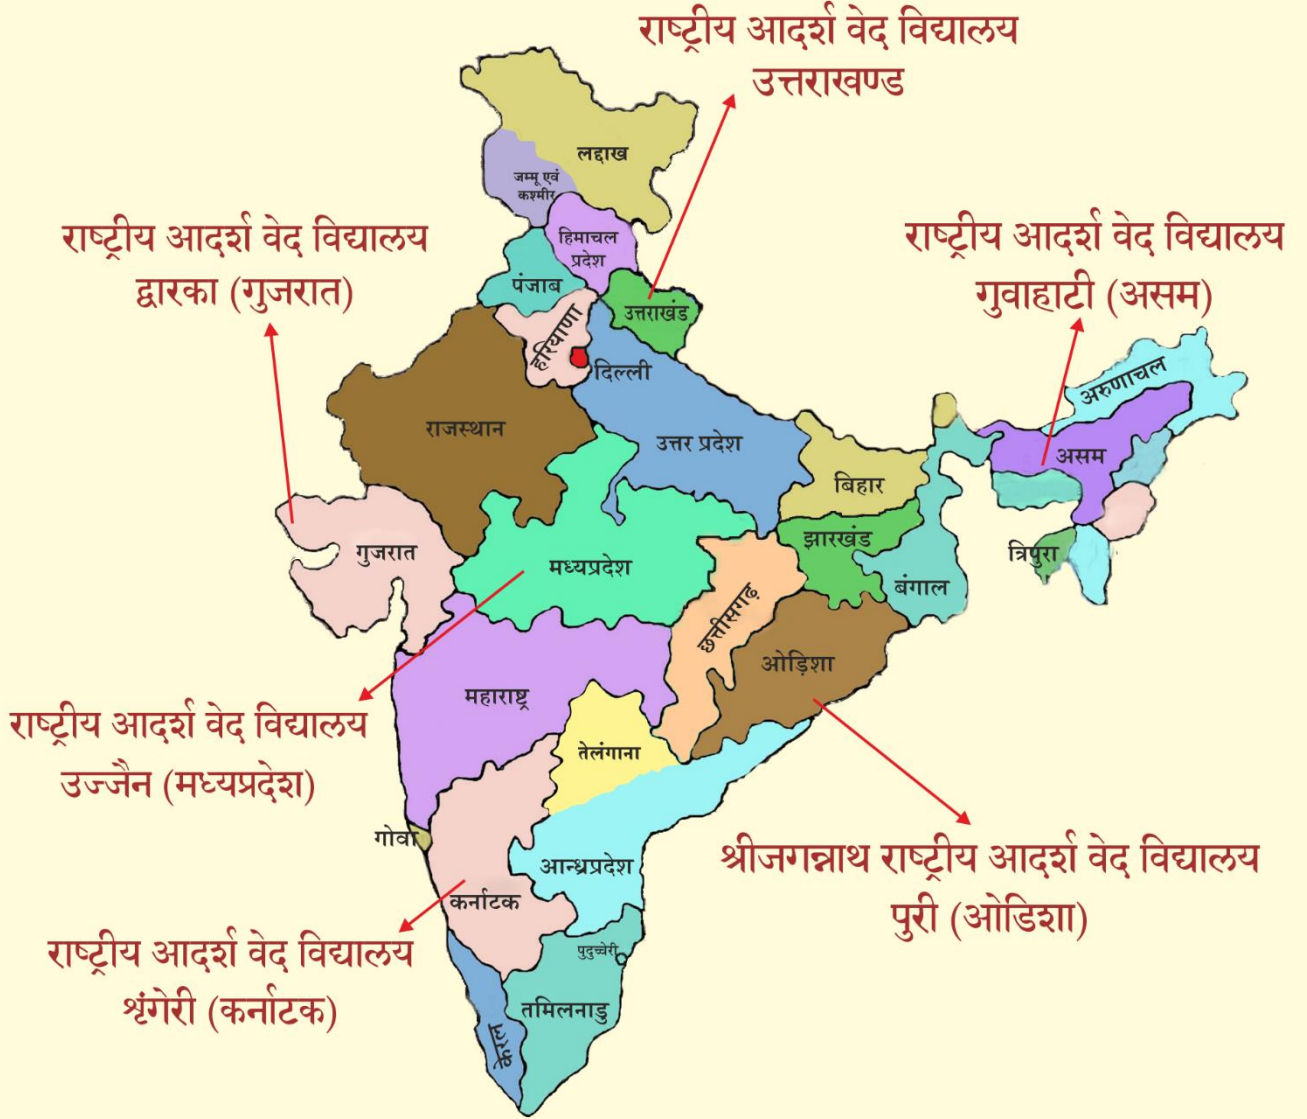 राष्ट्रीय आदर्श वेद विद्यालय
उत्तराखण्ड
लद्दाख
जम्मू एवं
कश्मीर
राष्ट्रीय आदर्श वेद विद्यालय
द्वारका (गुजरात)
हिमाचल
प्रदेश
राष्ट्रीय आदर्श वेद विद्यालय
गुवाहाटी (असम)
पंजाब
उत्तराखंड
हरियाणा
दिल्ली
अरुणाचल
राजस्थान
उत्तर प्रदेश
असम
बिहार
झारखंड
त्रिपुरा
गुजरात
मध्यप्रदेश
बंगाल
छत्तीसगढ़
ओड़िशा
महाराष्ट्र
राष्ट्रीय आदर्श वेद विद्यालय
उज्जैन (मध्यप्रदेश)
तेलंगाना
गोवा
आन्ध्रप्रदेश
श्रीजगन्नाथ राष्ट्रीय आदर्श वेद विद्यालय
पुरी (ओडिशा)
कर्नाटक
राष्ट्रीय आदर्श वेद विद्यालय
शृंगेरी (कर्नाटक)
पुदुच्चेरी
तमिलनाडु
केरल